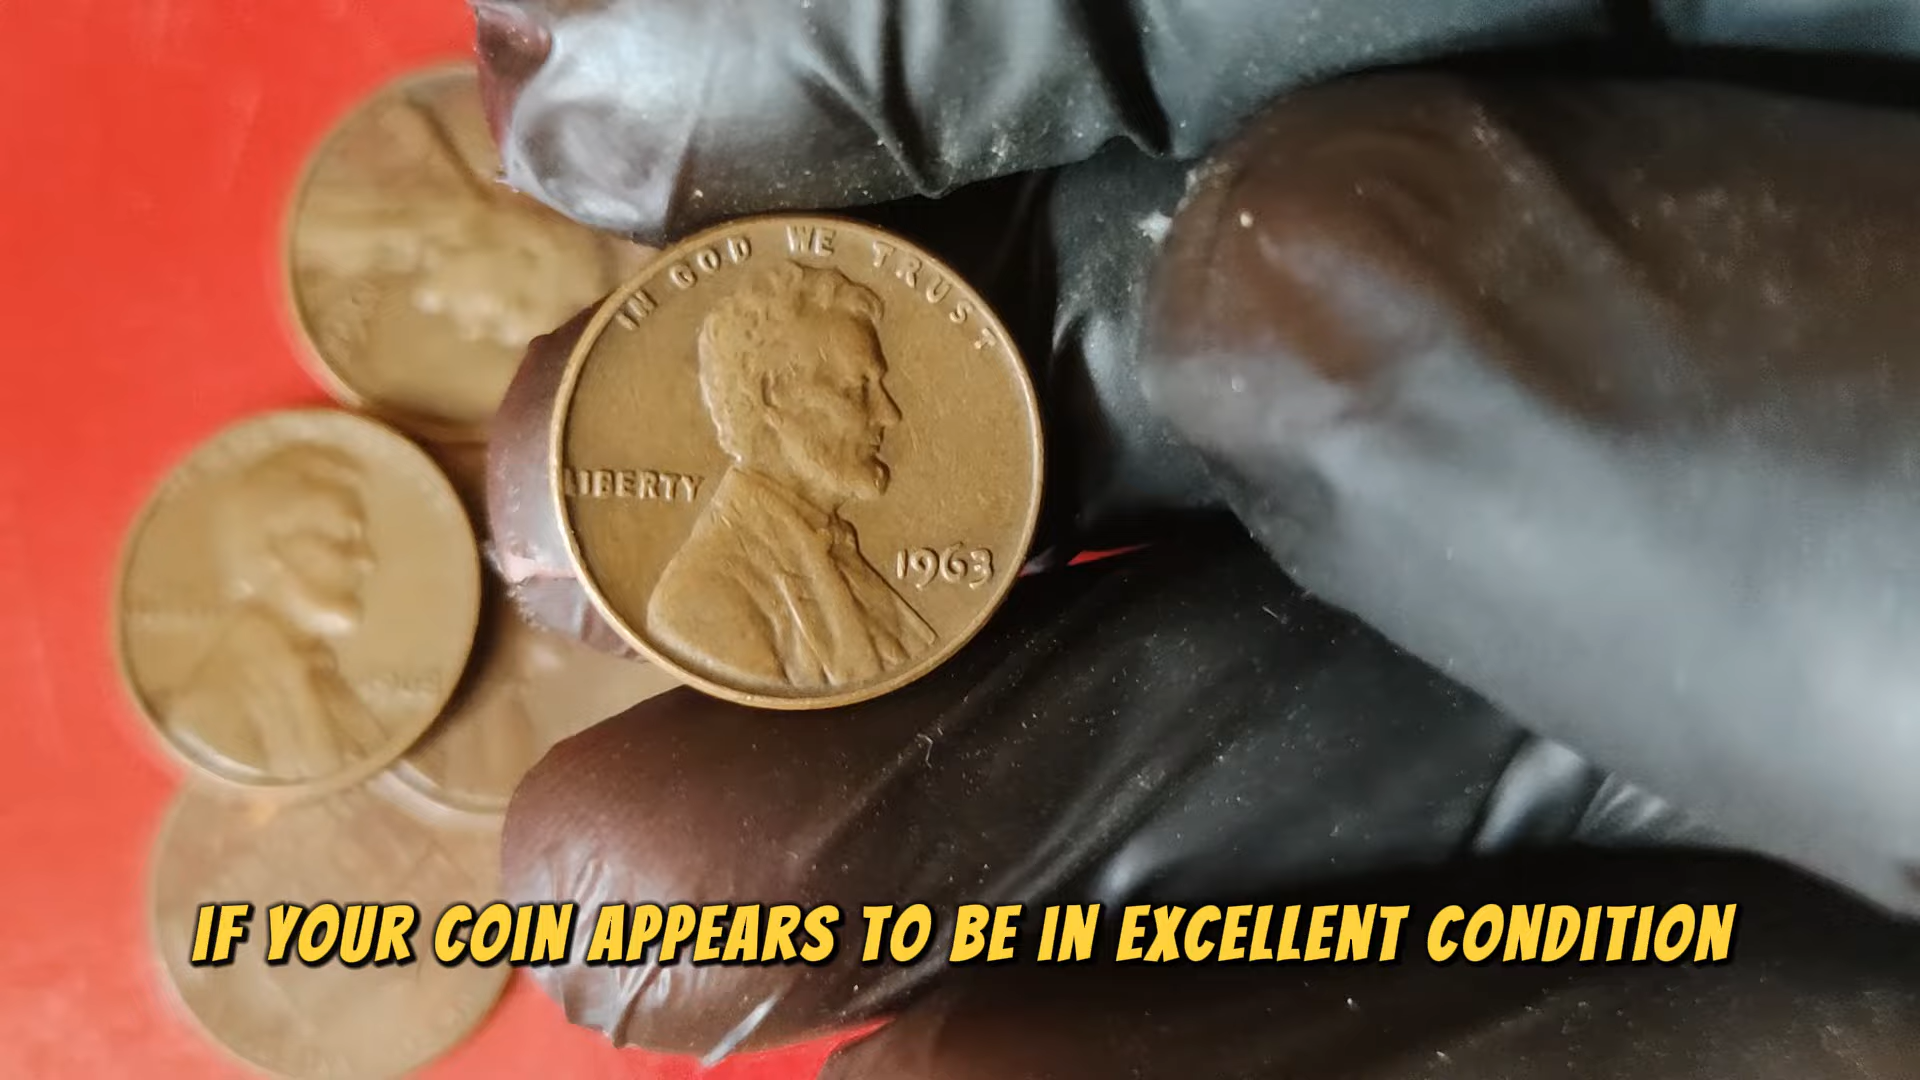 IN GOD WE TRUST
LIBERTY
1963
IF YOUR COIN APPEARS TO BE IN EXCELLENT CONDITION